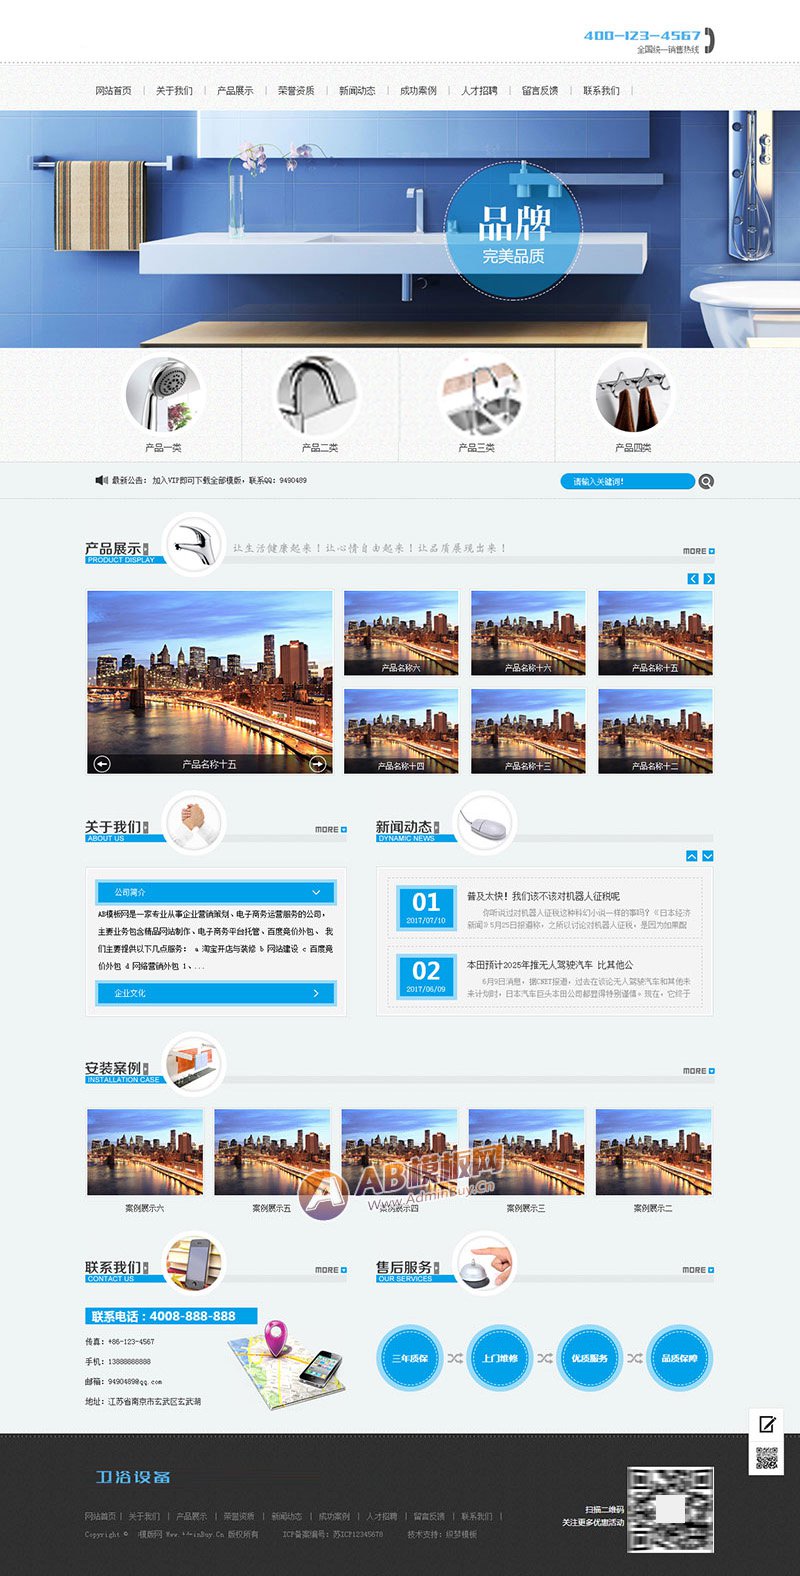 400-123-4567
全国统一销售热线
网站首页 | 关于我们 | 产品展示 | 荣誉资质 | 新闻动态 | 成功案例 | 人才招聘 | 留言反馈 | 联系我们 |
品牌
完美品质
产品一类 产品二类 产品三类 产品四类
最新公告: 加入VIP即可下载全部模版，联系QQ: 9490489
请输入关键词!
产品展示
PRODUCT DISPLAY
让生活健康起来！让心情自由起来！让品质展现出来！
MORE
产品名称十五
产品名称六 产品名称十六 产品名称十五
产品名称十四 产品名称十三 产品名称十二
关于我们
ABOUT US
MORE
公司简介
AB模板网是一家专业从事企业营销策划、电子商务运营服务的公司，
主要业务包含精品网站制作、电子商务平台托管、百度竞价外包、 我
们主要提供以下几点服务： a 淘宝开店与装修 b 网站建设 c 百度竞
价外包 d 网络营销外包 1、...
企业文化
新闻动态
DYNAMIC NEWS
01
2017/07/10
普及太快！我们该不该对机器人征税呢
你听说过对机器人征税这种科幻小说一样的事吗？《日本经济
新闻》5月25日报道称，之所以讨论对机器人征税，是因为如果配
02
2017/06/09
本田预计2025年推无人驾驶汽车 比其他公
6月9日消息，据CNET报道，过去在谈论无人驾驶汽车和其他未
来计划时，日本汽车巨头本田公司都显得特别谨慎。现在，它终于
安装案例
INSTALLATION CASE
MORE
案例展示六 案例展示五 案例展示四 案例展示三 案例展示二
AB模板网
Www.AdminBuy.Cn
联系我们
CONTACT US
MORE
联系电话：4008-888-888
传真：+86-123-4567
手机：13888888888
邮箱：9490489@qq.com
地址：江苏省南京市玄武区玄武湖
售后服务
OUR SERVICES
MORE
三年质保 上门维修 优质服务 品质保障
卫浴设备
网站首页 | 关于我们 | 产品展示 | 荣誉资质 | 新闻动态 | 成功案例 | 人才招聘 | 留言反馈 | 联系我们 |
Copyright © 模版网 版权所有 ICP备案编号：苏ICP12345678 技术支持：织梦模板
扫描二维码
关注更多优惠活动